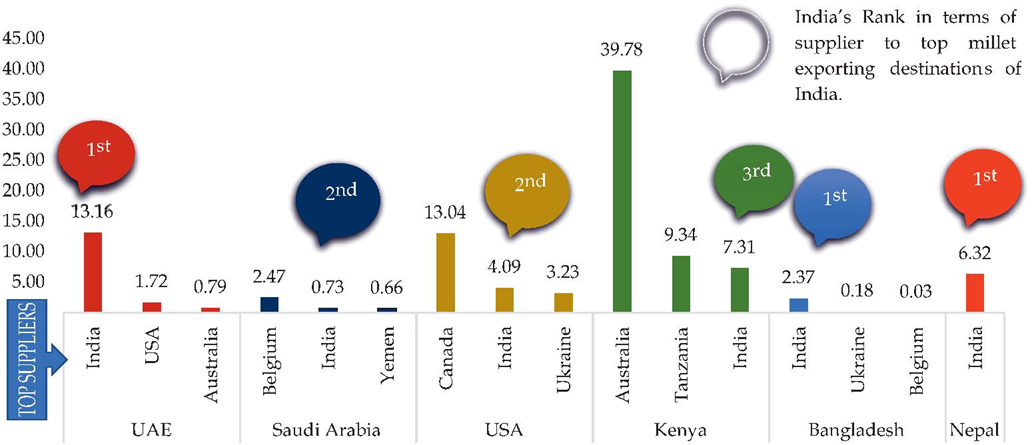 India's Rank in terms of
supplier to top millet
exporting destinations of
India.
45.00
40.00
35.00
30.00
25.00
20.00
15.00
10.00
5.00
1st
2nd
2nd
3rd
1st
1st
13.16
1.72
0.79
2.47
0.73
0.66
13.04
4.09
3.23
39.78
9.34
7.31
2.37
0.18
0.03
6.32
TOP SUPPLIERS
India
USA
Australia
Belgium
India
Yemen
Canada
India
Ukraine
Australia
Tanzania
India
India
Ukraine
Belgium
India
UAE
Saudi Arabia
USA
Kenya
Bangladesh
Nepal